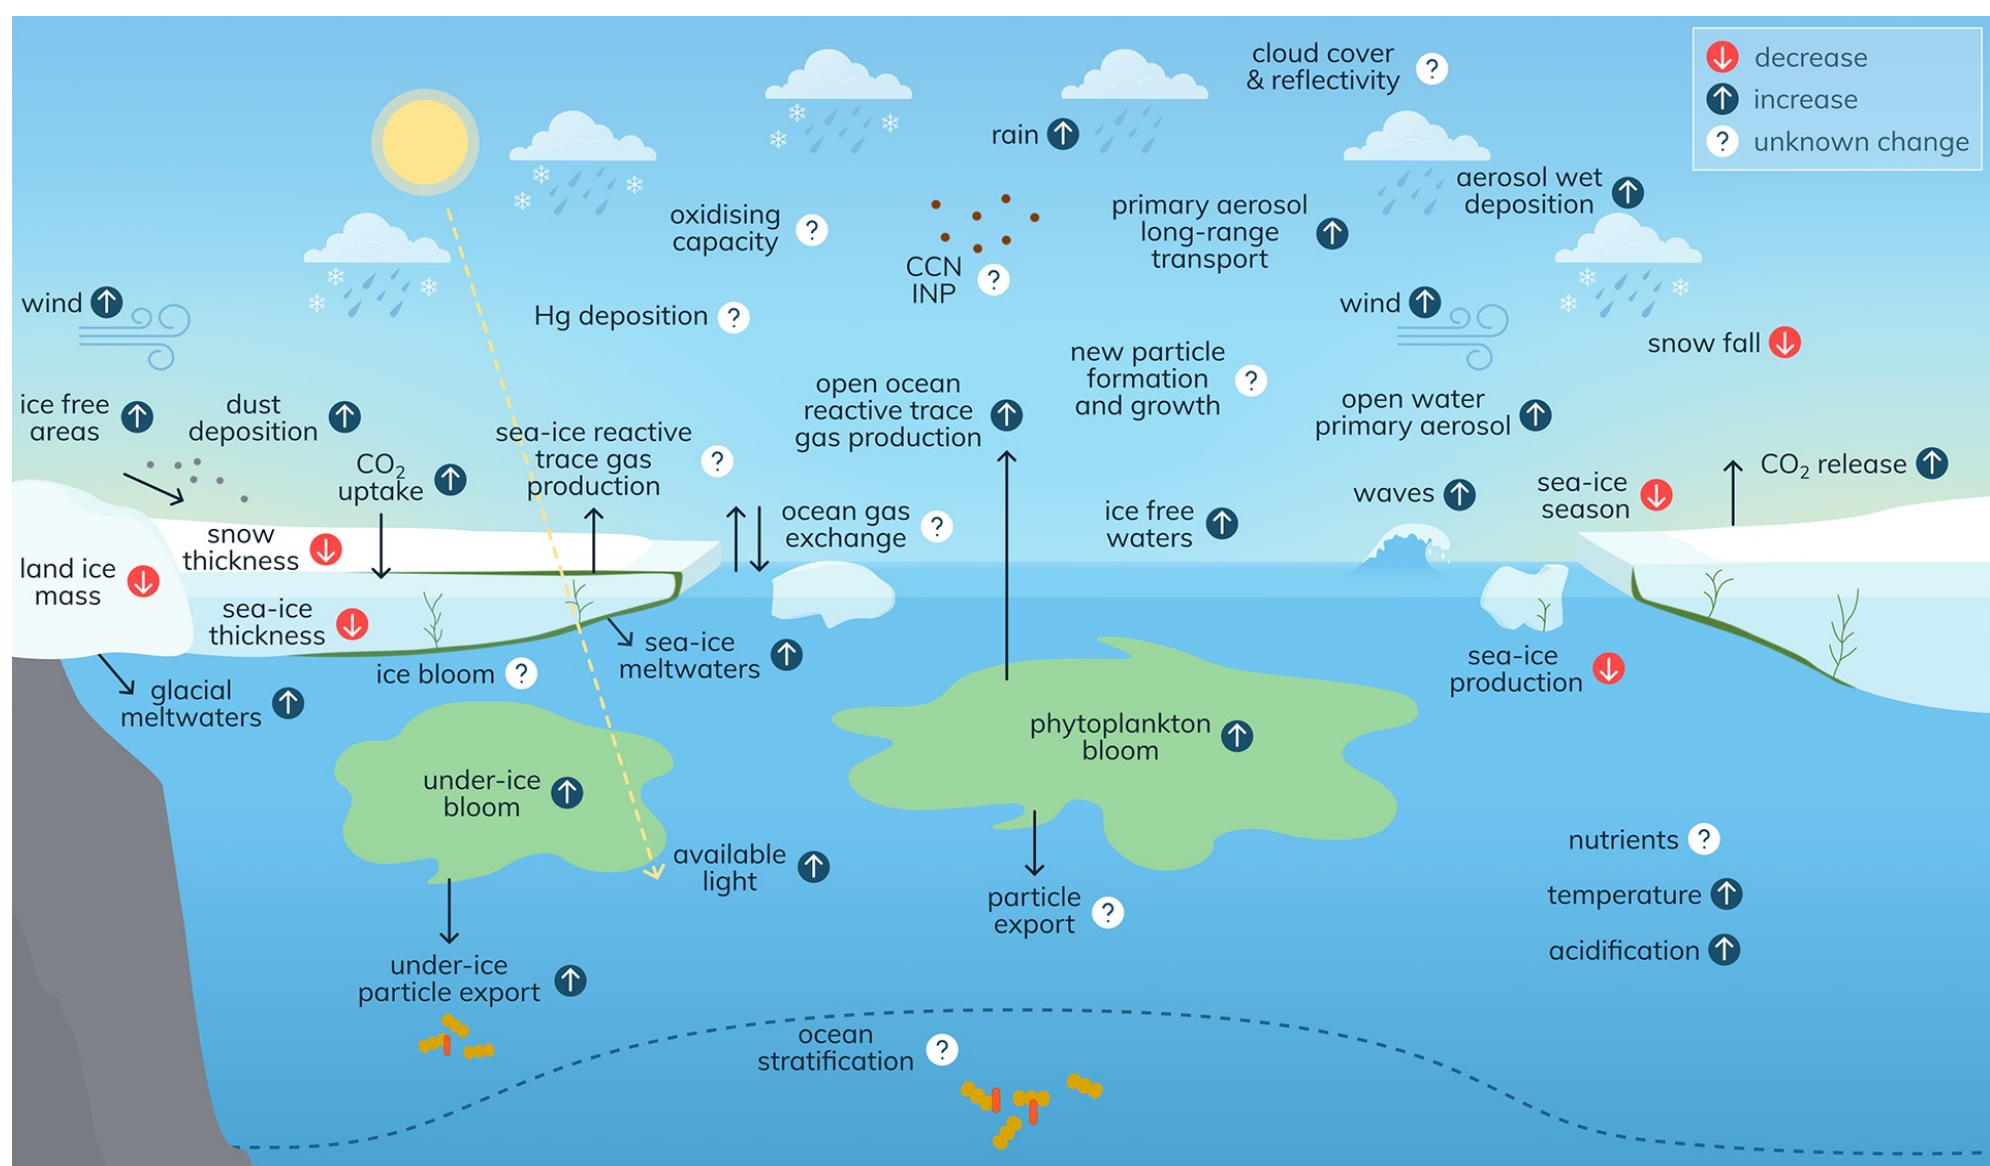 cloud cover
& reflectivity ?
decrease
increase
? unknown change
rain
aerosol wet
deposition
oxidising
capacity ?
primary aerosol
long-range
transport
CCN
INP ?
wind
Hg deposition ?
wind
snow fall
new particle
formation
and growth ?
ice free
areas
dust
deposition
open ocean
reactive trace
gas production
open water
primary aerosol
sea-ice reactive
trace gas
production ?
CO₂
uptake
CO₂ release
waves
sea-ice
season
ocean gas
exchange ?
ice free
waters
snow
thickness
land ice
mass
sea-ice
thickness
sea-ice
meltwaters
ice bloom ?
sea-ice
production
glacial
meltwaters
phytoplankton
bloom
under-ice
bloom
available
light
nutrients ?
particle
export ?
temperature
acidification
under-ice
particle export
ocean
stratification ?